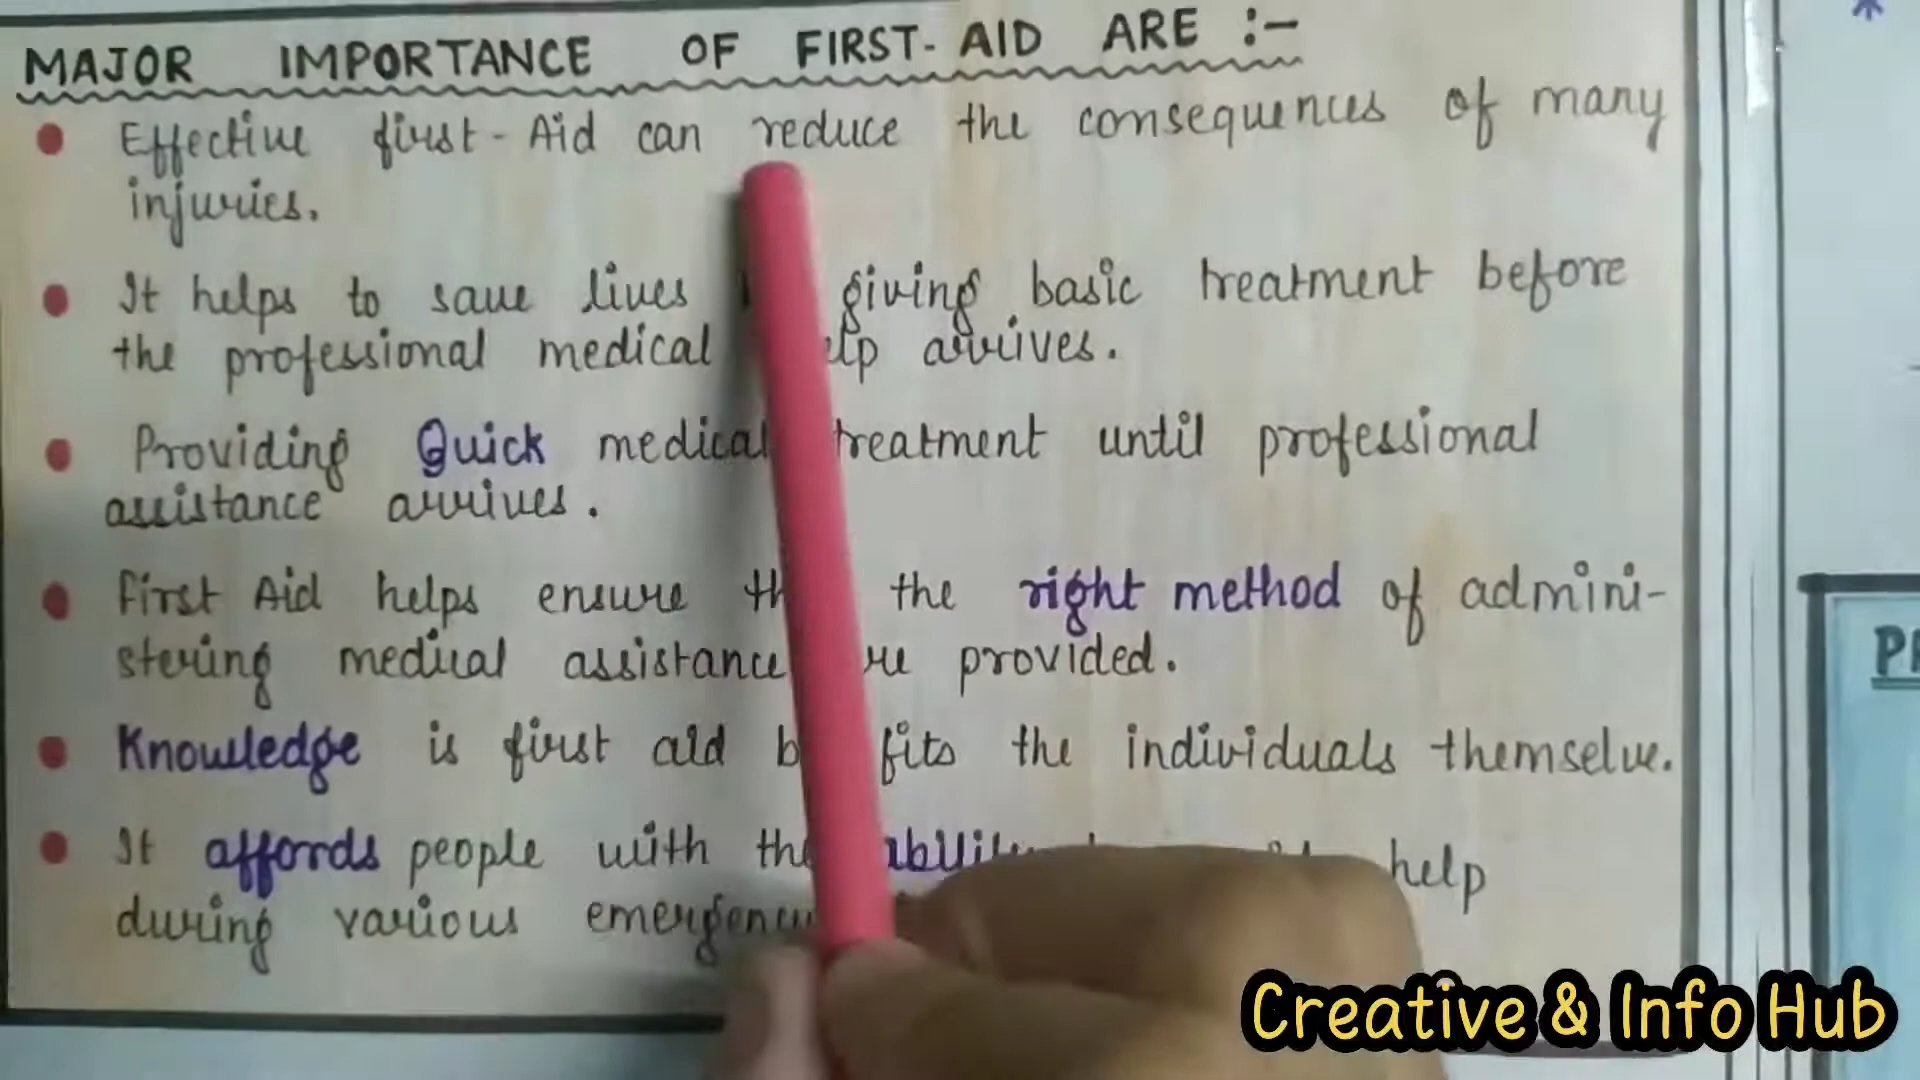 MAJOR IMPORTANCE OF FIRST-AID ARE :-
Effective first-Aid can reduce the consequences of many
injuries.
It helps to save lives giving basic treatment before
the professional medical arrives.
Providing Quick medical treatment until professional
assistance arrives.
First Aid helps ensure the right method of admini-
stering medical assistance provided.
Knowledge is first aid the individuals themselve.
It affords people with the help
during various
Creative & Info Hub